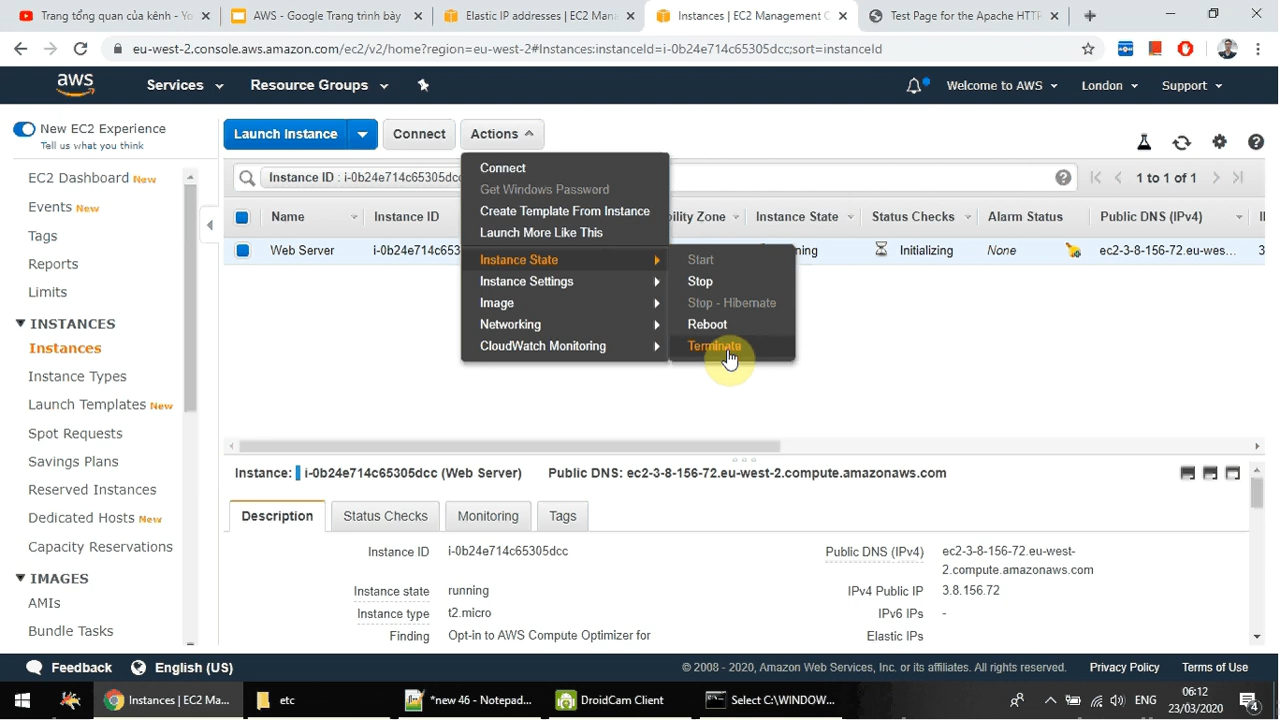 Trang tổng quan của kênh - Yo
AWS - Google Trang trình bày
Elastic IP addresses | EC2 Mana
Instances | EC2 Management C
Test Page for the Apache HTTP
eu-west-2.console.aws.amazon.com/ec2/v2/home?region=eu-west-2#Instances:instanceId=i-0b24e714c65305dcc;sort=instanceId
aws
Services
Resource Groups
Welcome to AWS
London
Support
New EC2 Experience
Tell us what you think
EC2 Dashboard New
Events New
Tags
Reports
Limits
INSTANCES
Instances
Instance Types
Launch Templates New
Spot Requests
Savings Plans
Reserved Instances
Dedicated Hosts New
Capacity Reservations
IMAGES
AMIs
Bundle Tasks
Launch Instance
Connect
Actions
Instance ID : i-0b24e714c65305dcc
1 to 1 of 1
Name
Instance ID
bility Zone
Instance State
Status Checks
Alarm Status
Public DNS (IPv4)
Web Server
i-0b24e714c65
nning
Initializing
None
ec2-3-8-156-72.eu-w...
Connect
Get Windows Password
Create Template From Instance
Launch More Like This
Instance State
Instance Settings
Image
Networking
CloudWatch Monitoring
Start
Stop
Stop - Hibernate
Reboot
Terminate
Instance: i-0b24e714c65305dcc (Web Server) Public DNS: ec2-3-8-156-72.eu-west-2.compute.amazonaws.com
Description
Status Checks
Monitoring
Tags
Instance ID i-0b24e714c65305dcc
Instance state running
Instance type t2.micro
Finding Opt-in to AWS Compute Optimizer for
Public DNS (IPv4) ec2-3-8-156-72.eu-west-
2.compute.amazonaws.com
IPv4 Public IP 3.8.156.72
IPv6 IPs -
Elastic IPs
Feedback
English (US)
© 2008 - 2020, Amazon Web Services, Inc. or its affiliates. All rights reserved.
Privacy Policy
Terms of Use
Instances | EC2 Ma...
etc
*new 46 - Notepad...
DroidCam Client
Select C:\WINDOW...
ENG
06:12
23/03/2020
4